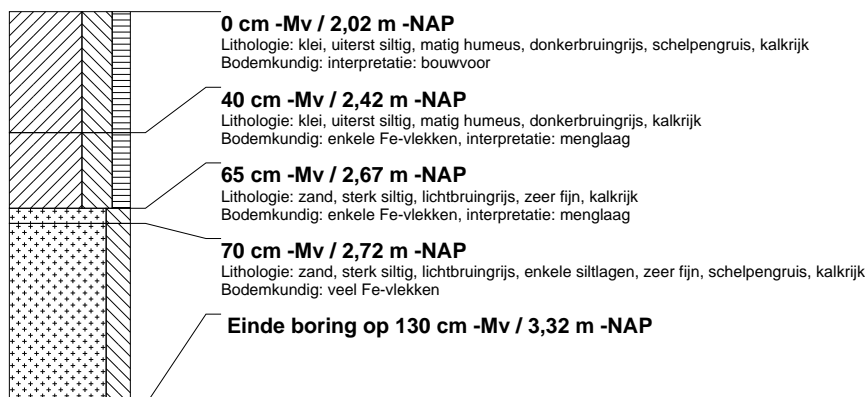 0 cm -Mv / 2,02 m -NAP
Lithologie: klei, uiterst siltig, matig humeus, donkerbruingrijs, schelpengruis, kalkrijk
Bodemkundig: interpretatie: bouwvoor
40 cm -Mv / 2,42 m -NAP
Lithologie: klei, uiterst siltig, matig humeus, donkerbruingrijs, kalkrijk
Bodemkundig: enkele Fe-vlekken, interpretatie: menglaag
65 cm -Mv / 2,67 m -NAP
Lithologie: zand, sterk siltig, lichtbruingrijs, zeer fijn, kalkrijk
Bodemkundig: enkele Fe-vlekken, interpretatie: menglaag
70 cm -Mv / 2,72 m -NAP
Lithologie: zand, sterk siltig, lichtbruingrijs, enkele siltlagen, zeer fijn, schelpengruis, kalkrijk
Bodemkundig: veel Fe-vlekken
Einde boring op 130 cm -Mv / 3,32 m -NAP